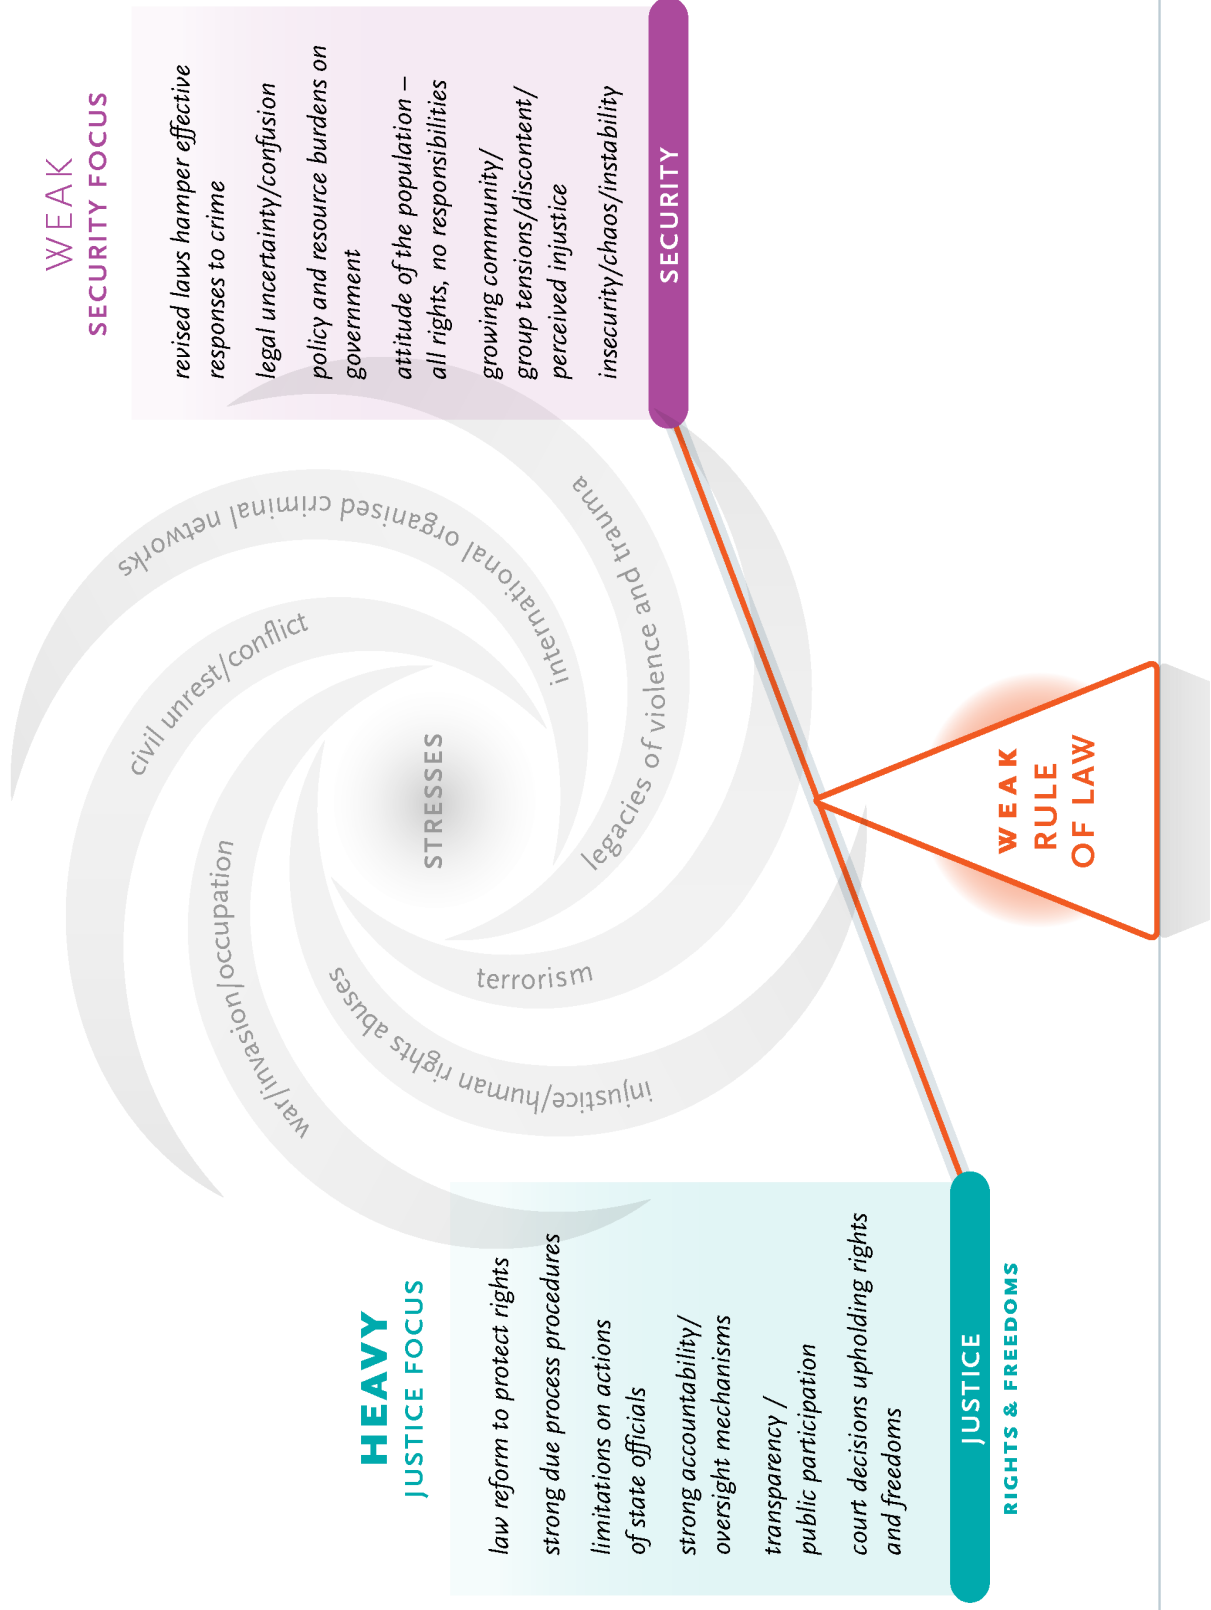 HEAVY
JUSTICE FOCUS
law reform to protect rights
strong due process procedures
limitations on actions
of state officials
strong accountability/
oversight mechanisms
transparency /
public participation
court decisions upholding rights
and freedoms
JUSTICE
RIGHTS & FREEDOMS
STRESSES
injustice/human rights abuses
war/invasion/occupation
civil unrest/conflict
international organised criminal networks
legacies of violence and trauma
terrorism
WEAK
SECURITY FOCUS
revised laws hamper effective
responses to crime
legal uncertainty/confusion
policy and resource burdens on
government
attitude of the population –
all rights, no responsibilities
growing community/
group tensions/discontent/
perceived injustice
insecurity/chaos/instability
SECURITY
WEAK
RULE
OF LAW